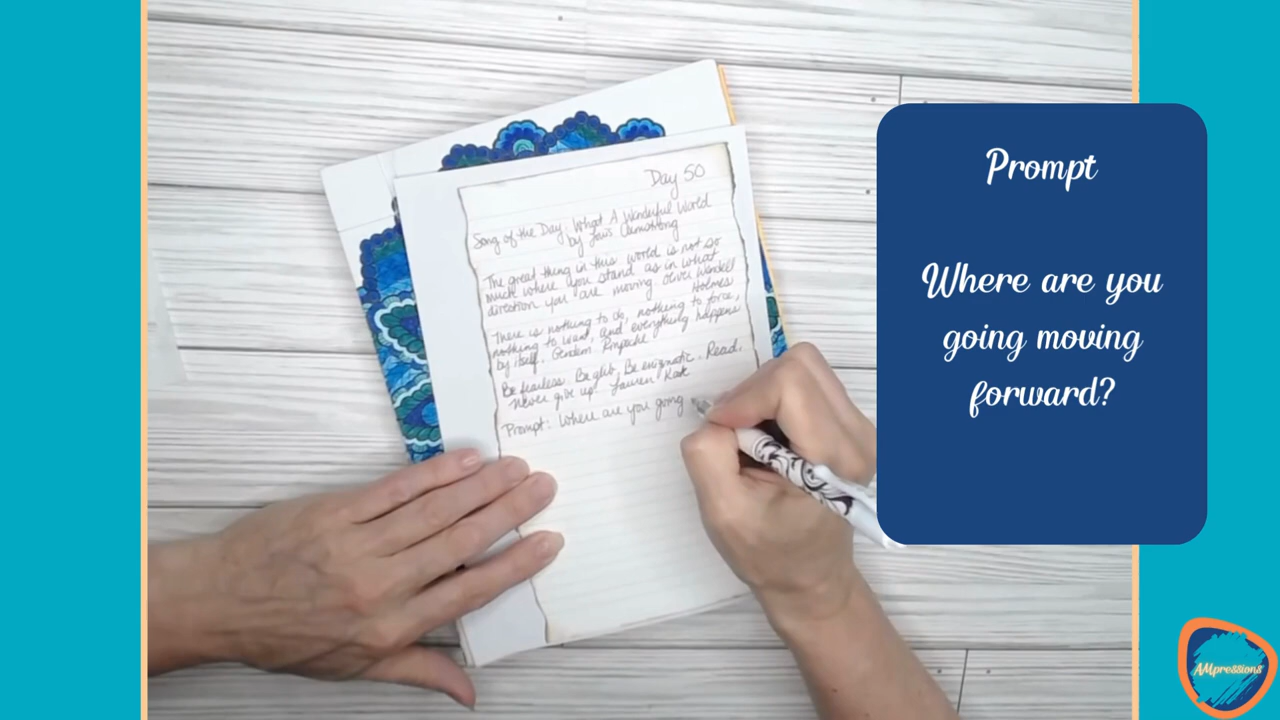 Day 50
Song of the Day: What A Wonderful World
by Louis Armstrong
The great thing in this world is not so
much where you stand as in what
direction you are moving. Oliver Wendell
Holmes
There is nothing to do, nothing to force,
nothing to want, and everything happens
by itself. Gendem Rinpoche
Be fearless. Be glib. Be enigmatic. Read.
Never give up! Lauren Kate
Prompt: Where are you going
Prompt
Where are you
going moving
forward?
AMpressions